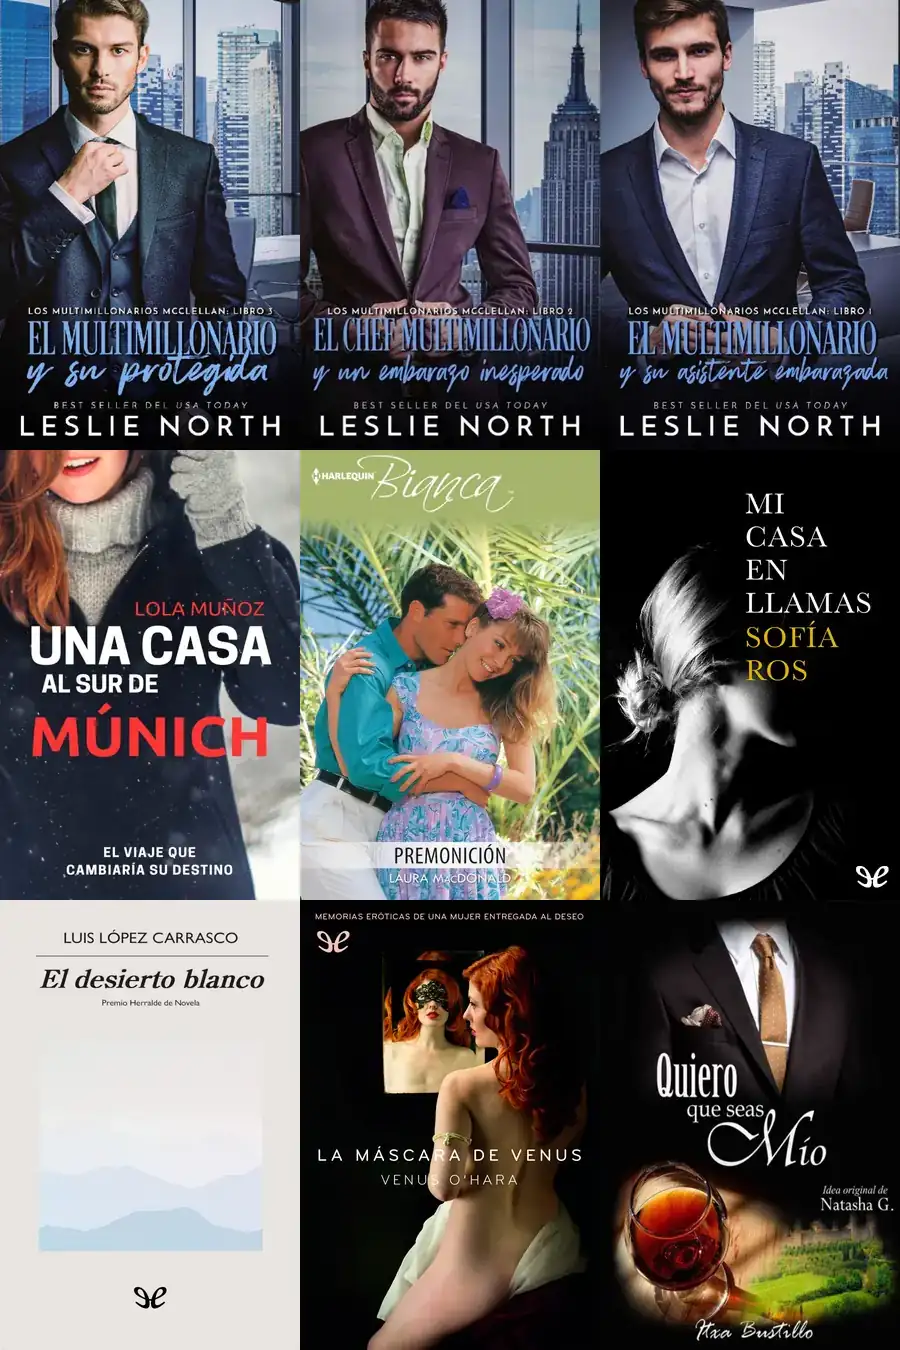 LOS MULTIMILLONARIOS MCCLELLAN: LIBRO 3
EL MULTIMILLONARIO
y su protegida
BEST SELLER DEL USA TODAY
LESLIE NORTH
LOS MULTIMILLONARIOS MCCLELLAN: LIBRO 2
EL CHEF MULTIMILLONARIO
y un embarazo inesperado
BEST SELLER DEL USA TODAY
LESLIE NORTH
LOS MULTIMILLONARIOS MCCLELLAN: LIBRO 1
EL MULTIMILLONARIO
y su asistente embarazada
BEST SELLER DEL USA TODAY
LESLIE NORTH
LOLA MUÑOZ
UNA CASA
AL SUR DE
MÚNICH
EL VIAJE QUE
CAMBIARÍA SU DESTINO
HARLEQUIN
Bianca
PREMONICIÓN
LAURA MACDONALD
MI
CASA
EN
LLAMAS
SOFÍA
ROS
LUIS LÓPEZ CARRASCO
El desierto blanco
Premio Herralde de Novela
MEMORIAS ERÓTICAS DE UNA MUJER ENTREGADA AL DESEO
LA MÁSCARA DE VENUS
VENUS O'HARA
Quiero
que seas
Mío
Idea original de
Natasha G.
Itxa Bustillo